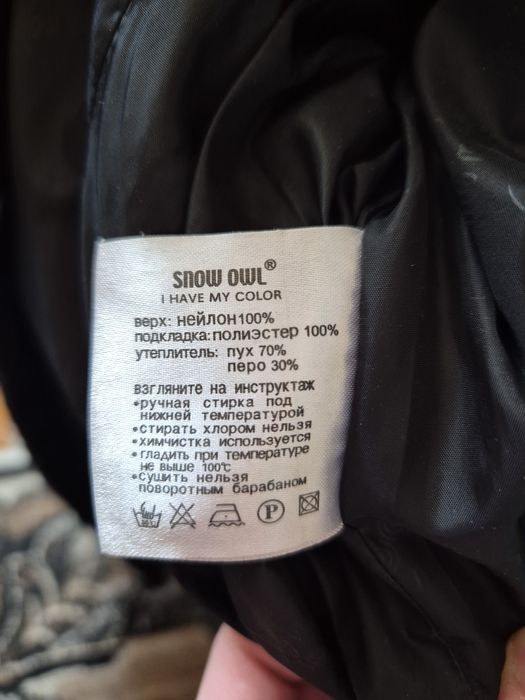 SNOW OWL®
I HAVE MY COLOR
верх: нейлон100%
подкладка: полиэстер 100%
утеплитель: пух 70%
перо 30%
взгляните на инструктаж
•ручная стирка под
нижней температурой
•стирать хлором нельзя
•химчистка используется
•гладить при температуре
не выше 100℃
•сушить нельзя
поворотным барабаном
P